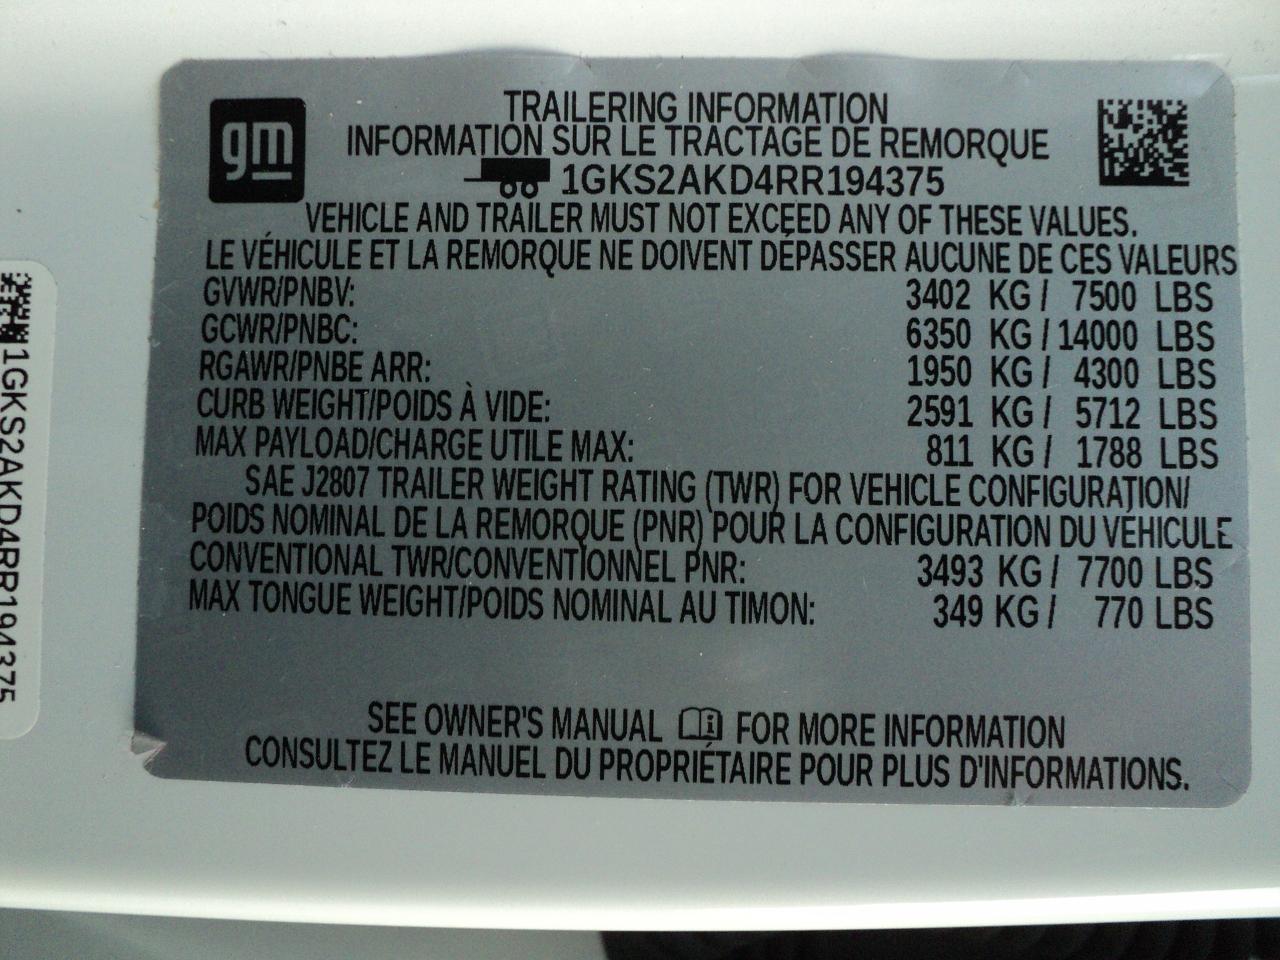 gm
TRAILERING INFORMATION
INFORMATION SUR LE TRACTAGE DE REMORQUE
1GKS2AKD4RR194375
VEHICLE AND TRAILER MUST NOT EXCEED ANY OF THESE VALUES.
LE VÉHICULE ET LA REMORQUE NE DOIVENT DÉPASSER AUCUNE DE CES VALEURS
GVWR/PNBV: 3402 KG / 7500 LBS
GCWR/PNBC: 6350 KG / 14000 LBS
RGAWR/PNBE ARR: 1950 KG / 4300 LBS
CURB WEIGHT/POIDS À VIDE: 2591 KG / 5712 LBS
MAX PAYLOAD/CHARGE UTILE MAX: 811 KG / 1788 LBS
SAE J2807 TRAILER WEIGHT RATING (TWR) FOR VEHICLE CONFIGURATION/
POIDS NOMINAL DE LA REMORQUE (PNR) POUR LA CONFIGURATION DU VÉHICULE
CONVENTIONAL TWR/CONVENTIONNEL PNR: 3493 KG / 7700 LBS
MAX TONGUE WEIGHT/POIDS NOMINAL AU TIMON: 349 KG / 770 LBS
SEE OWNER'S MANUAL FOR MORE INFORMATION
CONSULTEZ LE MANUEL DU PROPRIÉTAIRE POUR PLUS D'INFORMATIONS.
1GKS2AKD4RR194375